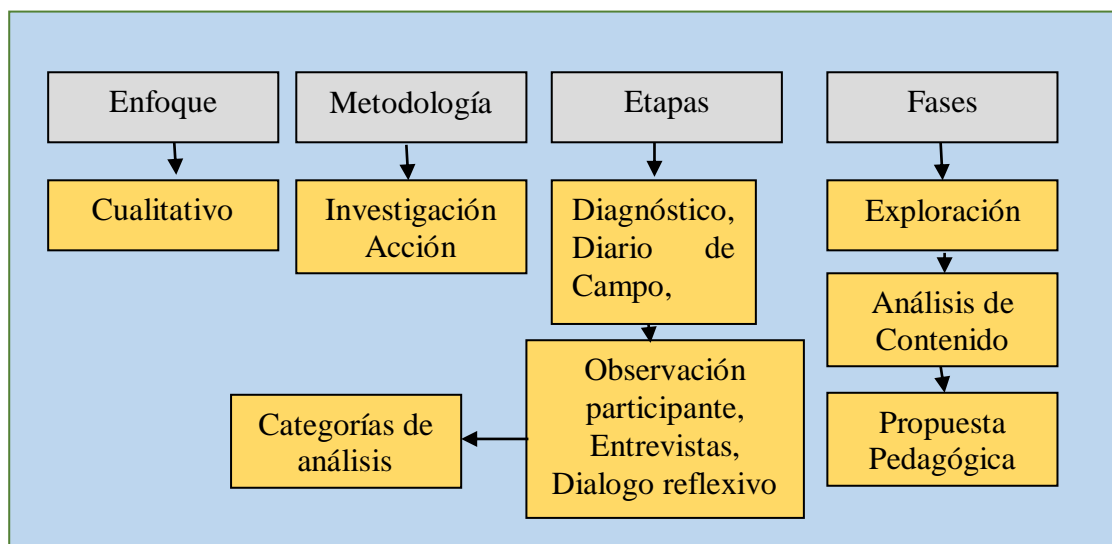 Enfoque
Metodología
Etapas
Fases
Cualitativo
Investigación
Acción
Diagnóstico,
Diario de
Campo,
Exploración
Análisis de
Contenido
Observación
participante,
Entrevistas,
Dialogo reflexivo
Categorías de
análisis
Propuesta
Pedagógica